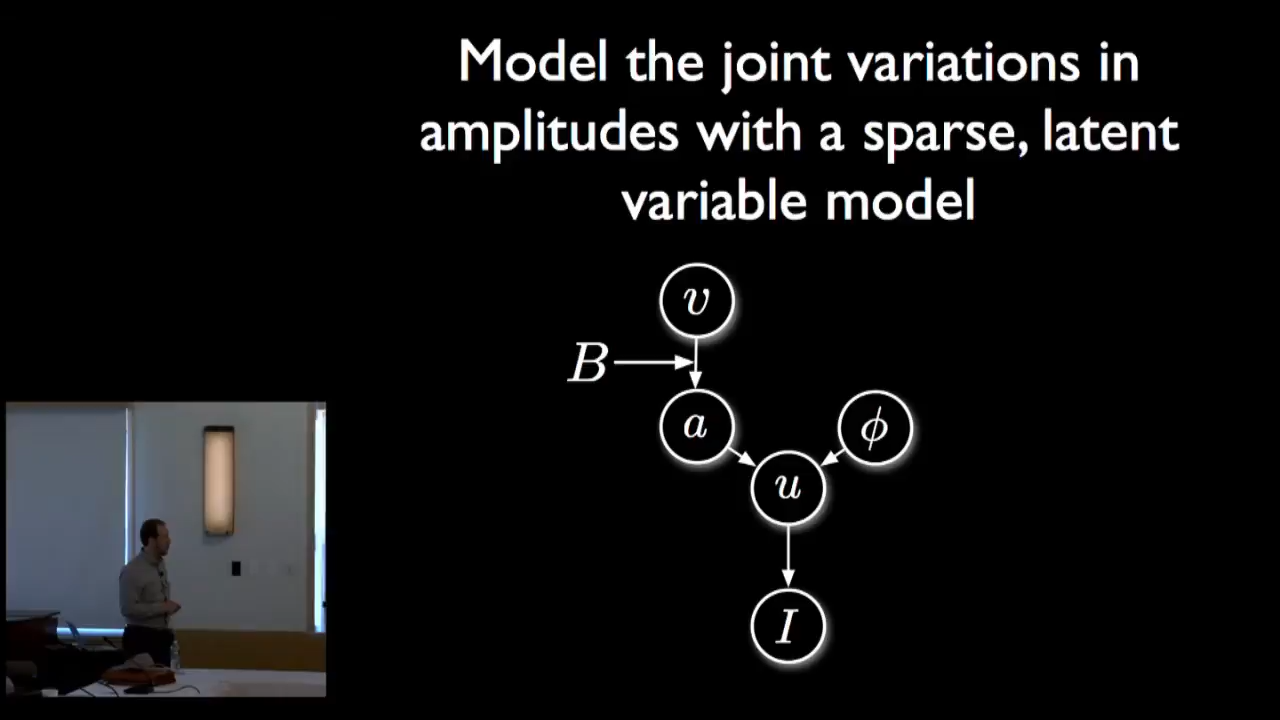 Model the joint variations in
amplitudes with a sparse, latent
variable model
v
B
a
ϕ
u
I